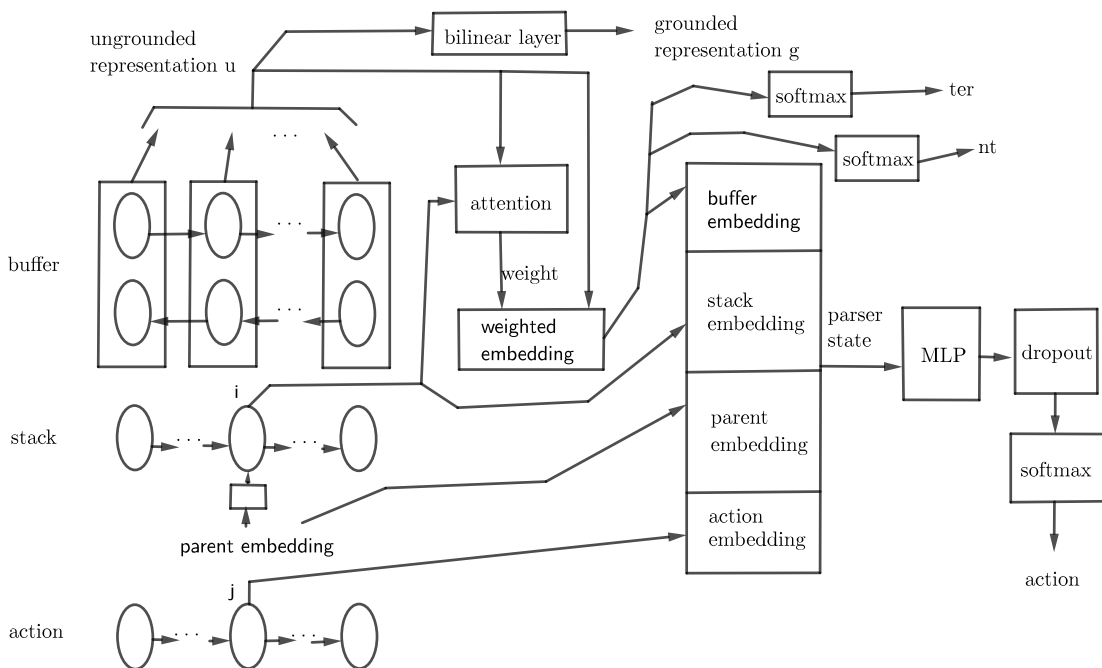 ungrounded
representation u
bilinear layer
grounded
representation g
softmax
ter
softmax
nt
. . .
attention
buffer
embedding
. . .
buffer
weight
stack
embedding
. . .
weighted
embedding
parser
state
MLP
dropout
i
stack
. . .
. . .
parent
embedding
softmax
parent embedding
action
embedding
j
action
action
. . .
. . .